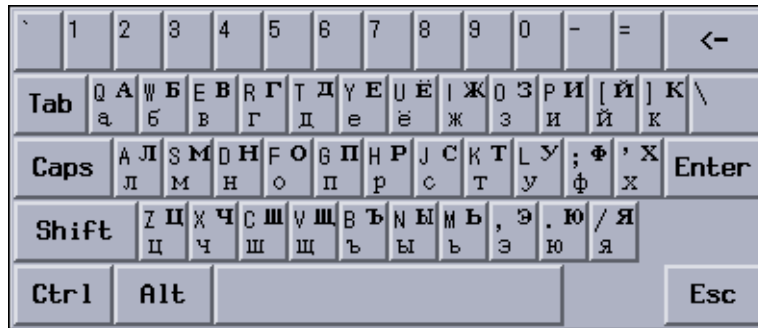 ` 1 2 3 4 5 6 7 8 9 0 - = <-
Tab Q А а W Б б E В в R Г г T Д д Y Е е U Ё ё I Ж ж O З з P И и [ Й й ] К к \
Caps A Л л S М м D Н н F О о G П п H Р р J С с K Т т L У у ; Ф ф ' Х х Enter
Shift Z Ц ц X Ч ч C Ш ш V Щ щ B Ъ ъ N Ы ы M Ь ь , Э э . Ю ю / Я я
Ctrl Alt Esc